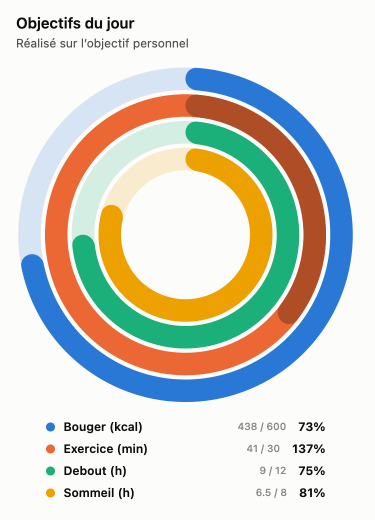 Objectifs du jour
Réalisé sur l'objectif personnel
Bouger (kcal) 438 / 600 73%
Exercice (min) 41 / 30 137%
Debout (h) 9 / 12 75%
Sommeil (h) 6.5 / 8 81%